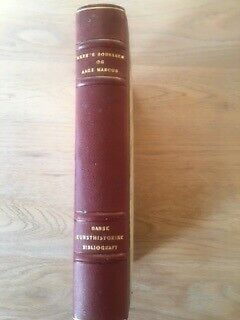 MERETE BODELSEN
OG
AAGE MARCUS
DANSK
KUNSTHISTORISK
BIBLIOGRAFI